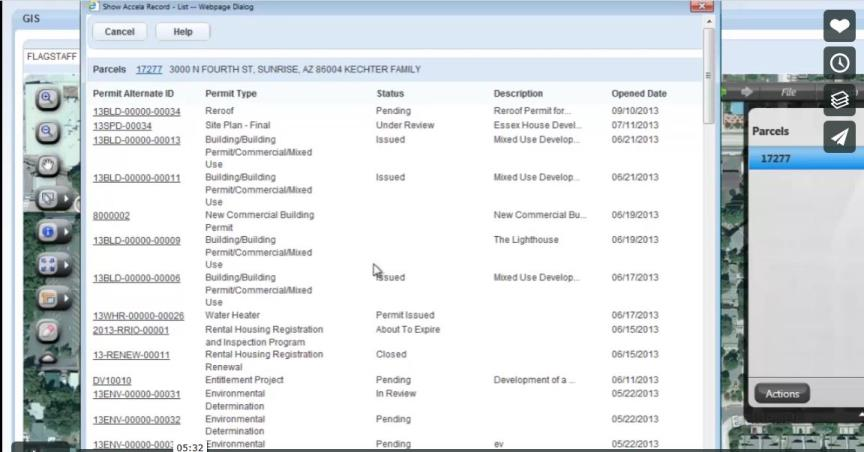 Show Accela Record - List -- Webpage Dialog
GIS
Cancel Help
FLAGSTAFF
Parcels 17277 3000 N FOURTH ST, SUNRISE, AZ 86004 KECHTER FAMILY
File
Permit Alternate ID Permit Type Status Description Opened Date
13BLD-00000-00034 Reroof Pending Reroof Permit for... 09/10/2013
13SPD-00034 Site Plan - Final Under Review Essex House Devel... 07/11/2013
13BLD-00000-00013 Building/Building Issued Mixed Use Develop... 06/21/2013
Permit/Commercial/Mixed
Use
13BLD-00000-00011 Building/Building Issued Mixed Use Develop... 06/21/2013
Permit/Commercial/Mixed
Use
8000002 New Commercial Building New Commercial Bu... 06/19/2013
Permit
13BLD-00000-00009 Building/Building The Lighthouse 06/19/2013
Permit/Commercial/Mixed
Use
13BLD-00000-00006 Building/Building Issued Mixed Use Develop... 06/17/2013
Permit/Commercial/Mixed
Use
13WHR-00000-00026 Water Heater Permit Issued 06/17/2013
2013-RRIO-00001 Rental Housing Registration About To Expire 06/15/2013
and Inspection Program
13-RENEW-00011 Rental Housing Registration Closed 06/15/2013
Renewal
DV10010 Entitlement Project Pending Development of a ... 06/11/2013
13ENV-00000-00031 Environmental In Review 05/22/2013
Determination
13ENV-00000-00032 Environmental Pending 05/22/2013
Determination
13ENV-00000-000 Environmental Pending ev 05/22/2013
05:32
Parcels
17277
Actions